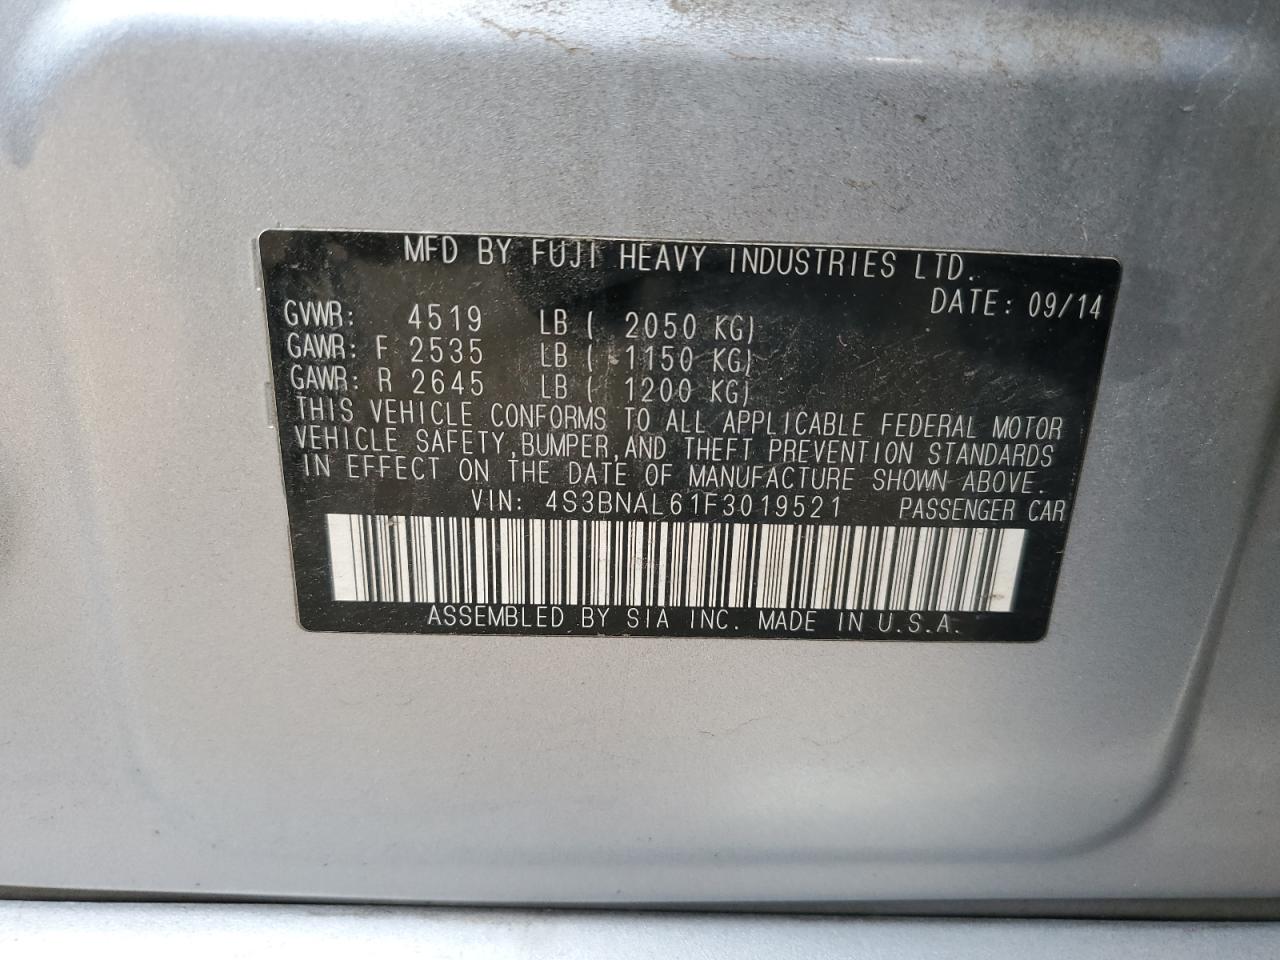 MFD BY FUJI HEAVY INDUSTRIES LTD.
DATE: 09/14
GVWR: 4519 LB ( 2050 KG)
GAWR: F 2535 LB ( 1150 KG)
GAWR: R 2645 LB ( 1200 KG)
THIS VEHICLE CONFORMS TO ALL APPLICABLE FEDERAL MOTOR
VEHICLE SAFETY,BUMPER,AND THEFT PREVENTION STANDARDS
IN EFFECT ON THE DATE OF MANUFACTURE SHOWN ABOVE.
VIN: 4S3BNAL61F3019521 PASSENGER CAR
ASSEMBLED BY SIA INC. MADE IN U.S.A.